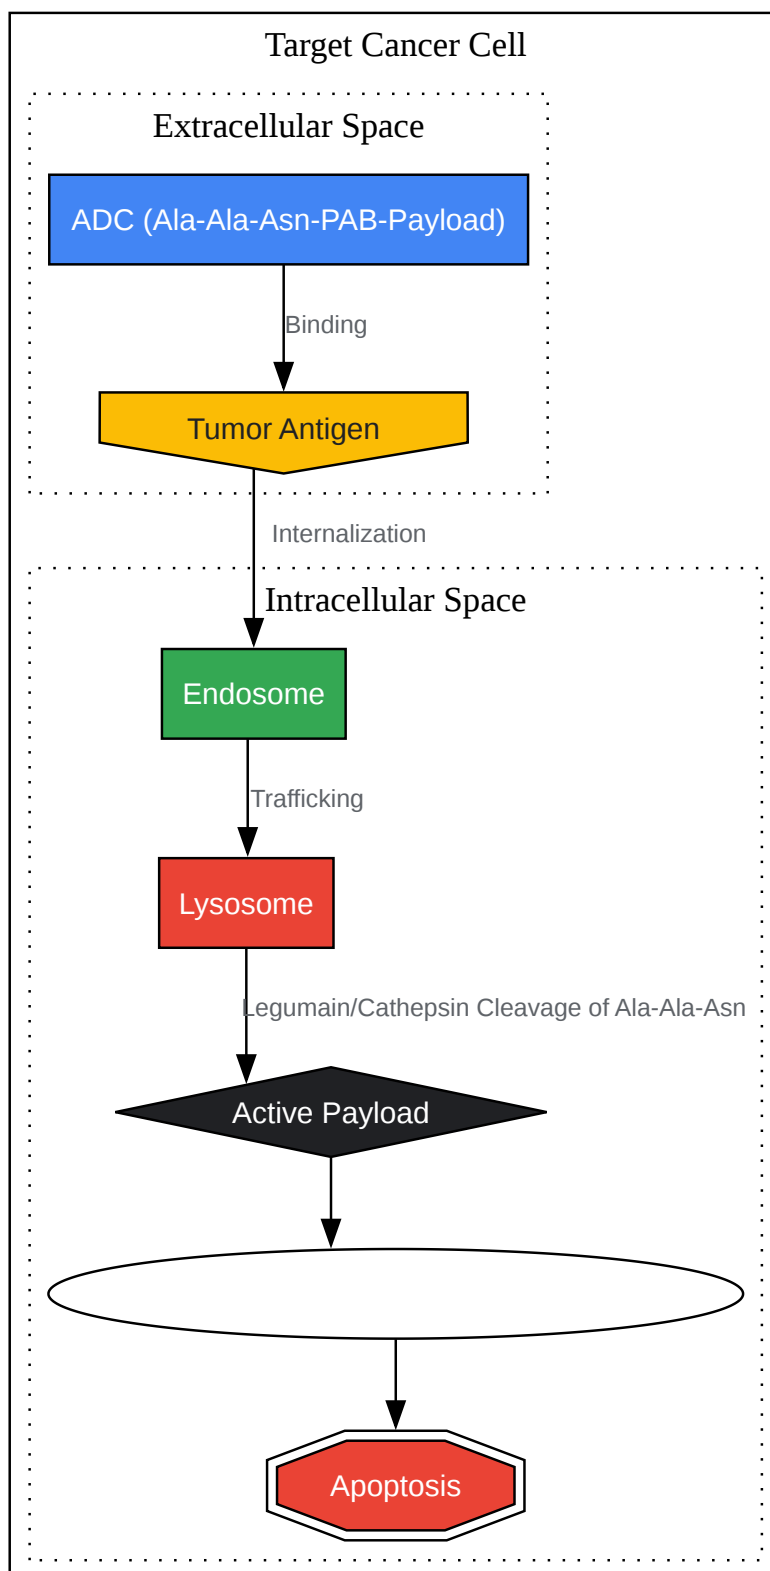 Target Cancer Cell
Extracellular Space
ADC (Ala-Ala-Asn-PAB-Payload)
Binding
Tumor Antigen
Internalization
Intracellular Space
Endosome
Trafficking
Lysosome
Legumain/Cathepsin Cleavage of Ala-Ala-Asn
Active Payload
Apoptosis